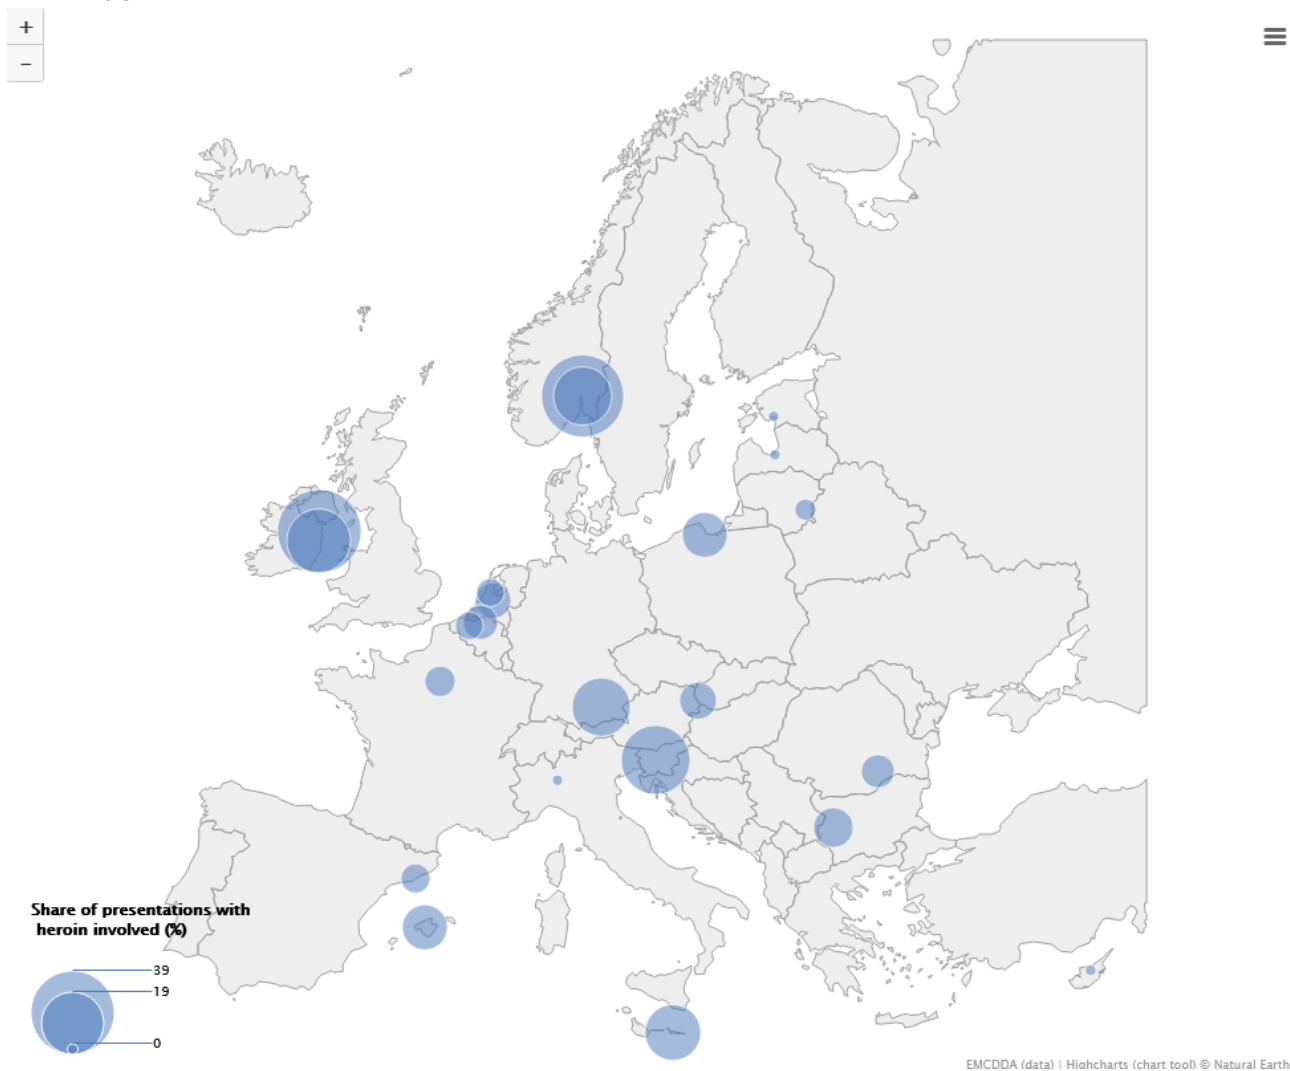 +
−
Share of presentations with
heroin involved (%)
39
19
0
EMCDDA (data) | Highcharts (chart tool) © Natural Earth